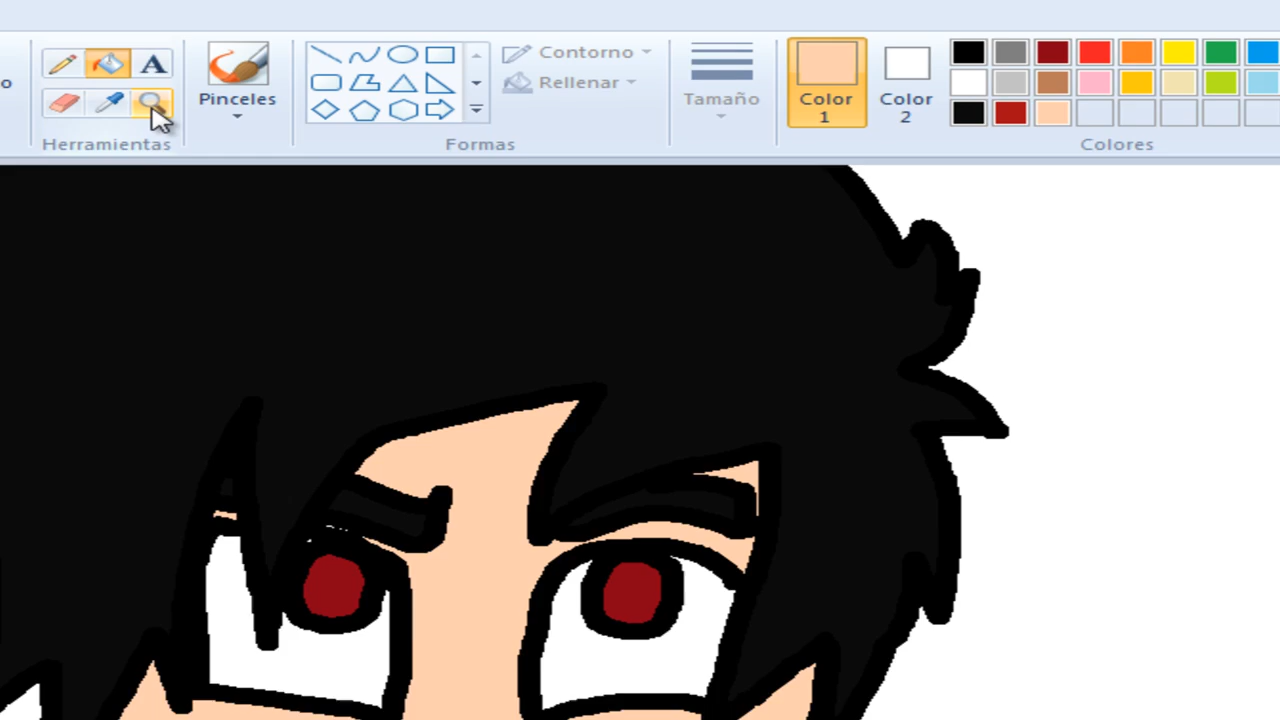 o
A
Pinceles
Herramientas
Formas
Contorno
Rellenar
Tamaño
Color
1
Color
2
Colores